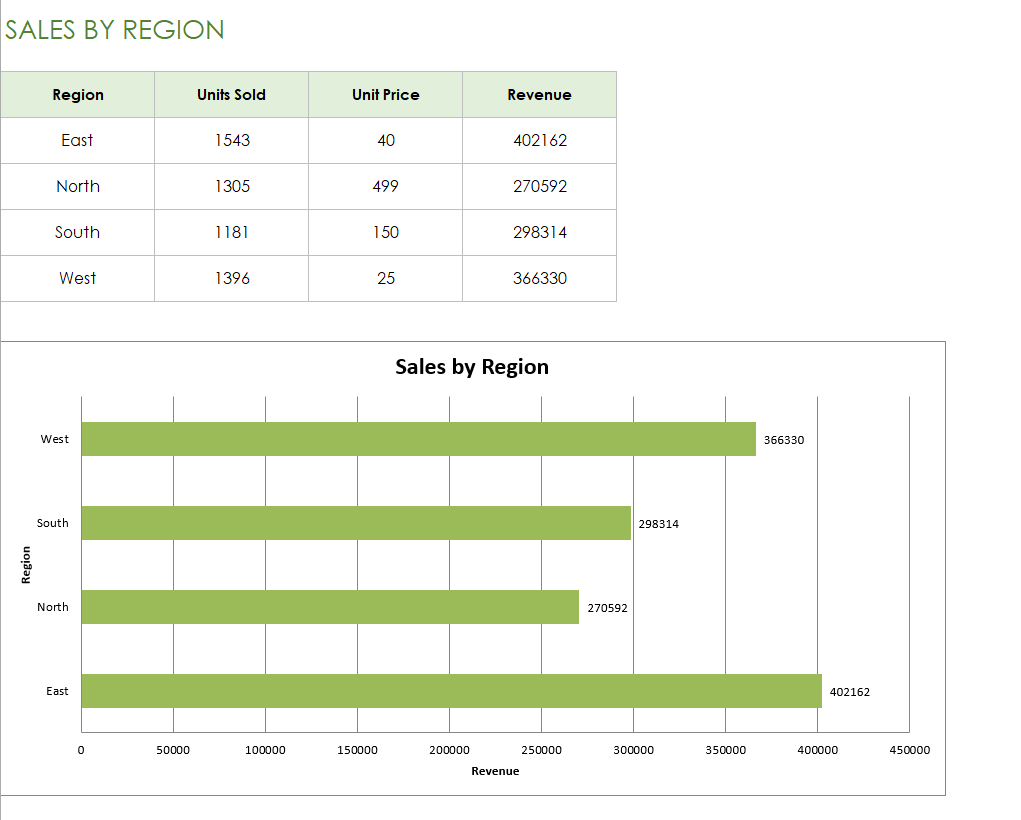 SALES BY REGION
Region Units Sold Unit Price Revenue
East 1543 40 402162
North 1305 499 270592
South 1181 150 298314
West 1396 25 366330
Sales by Region
West 366330
South 298314
Region
North 270592
East 402162
0 50000 100000 150000 200000 250000 300000 350000 400000 450000
Revenue